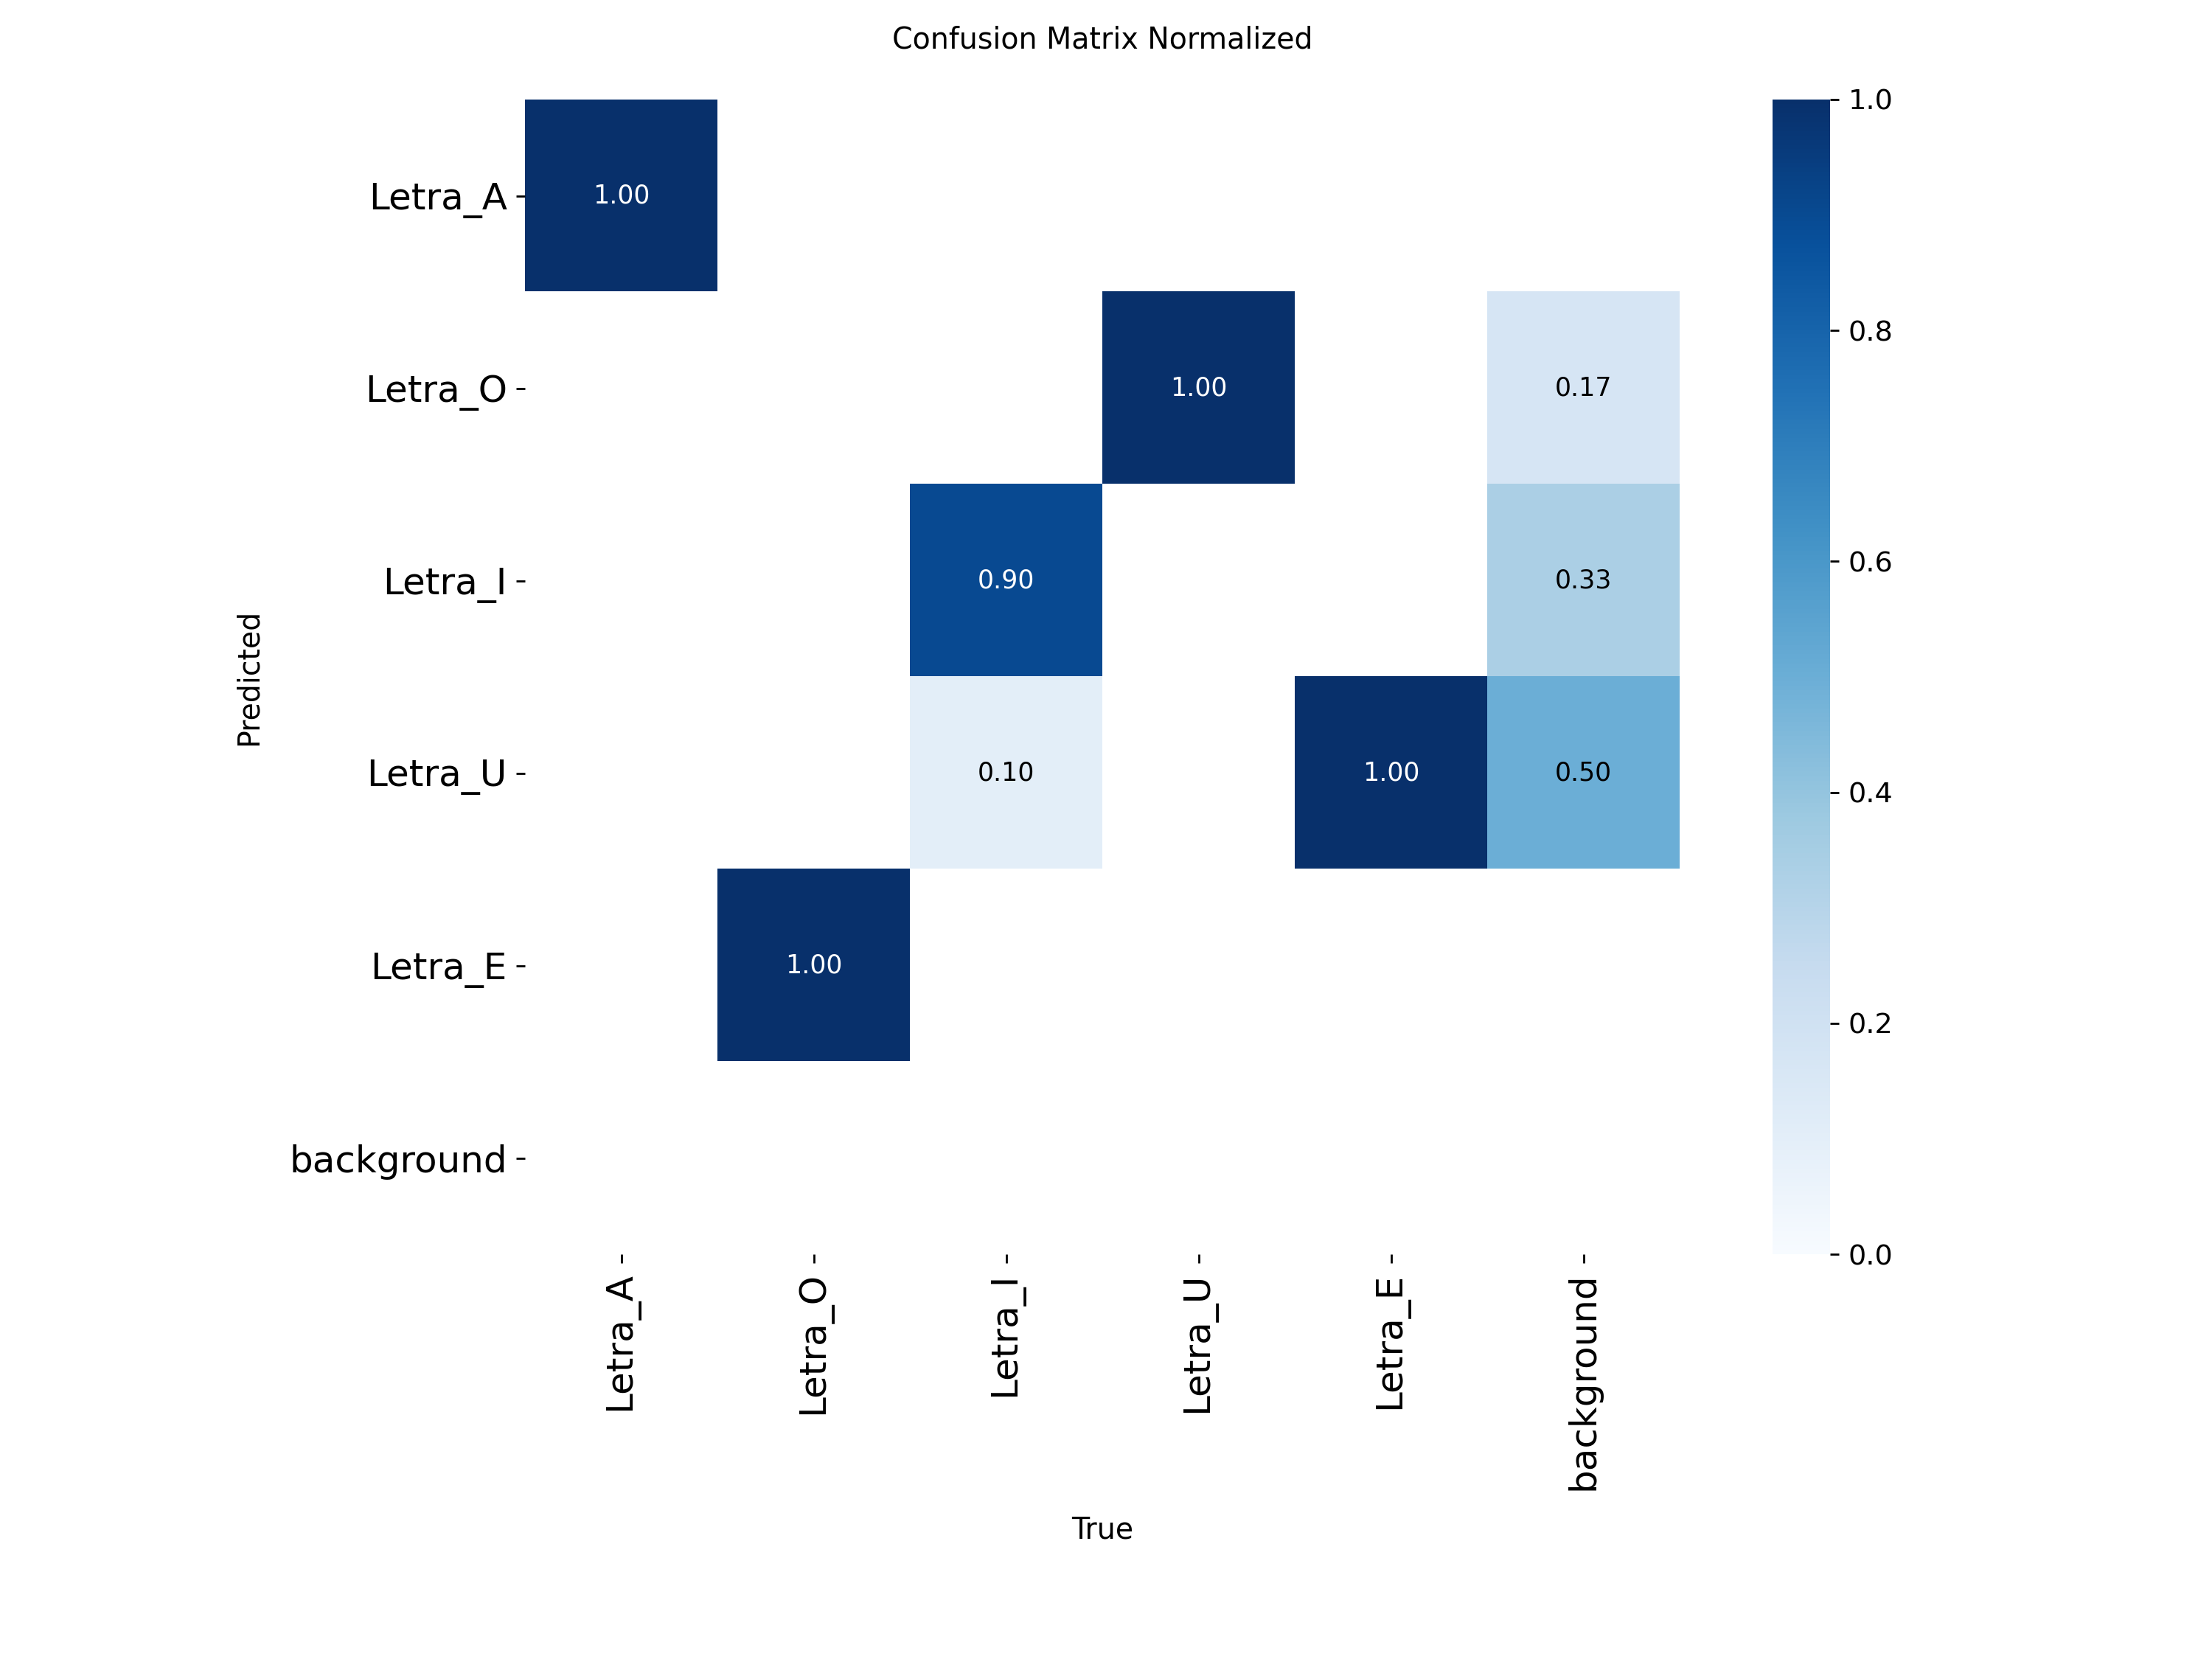 Confusion Matrix Normalized
1.0
Letra_A
1.00
Letra_O
1.00
0.17
0.8
Letra_I
0.90
0.33
0.6
Predicted
Letra_U
0.10
1.00
0.50
0.4
Letra_E
1.00
0.2
background
0.0
Letra_A
Letra_O
Letra_I
Letra_U
Letra_E
background
True